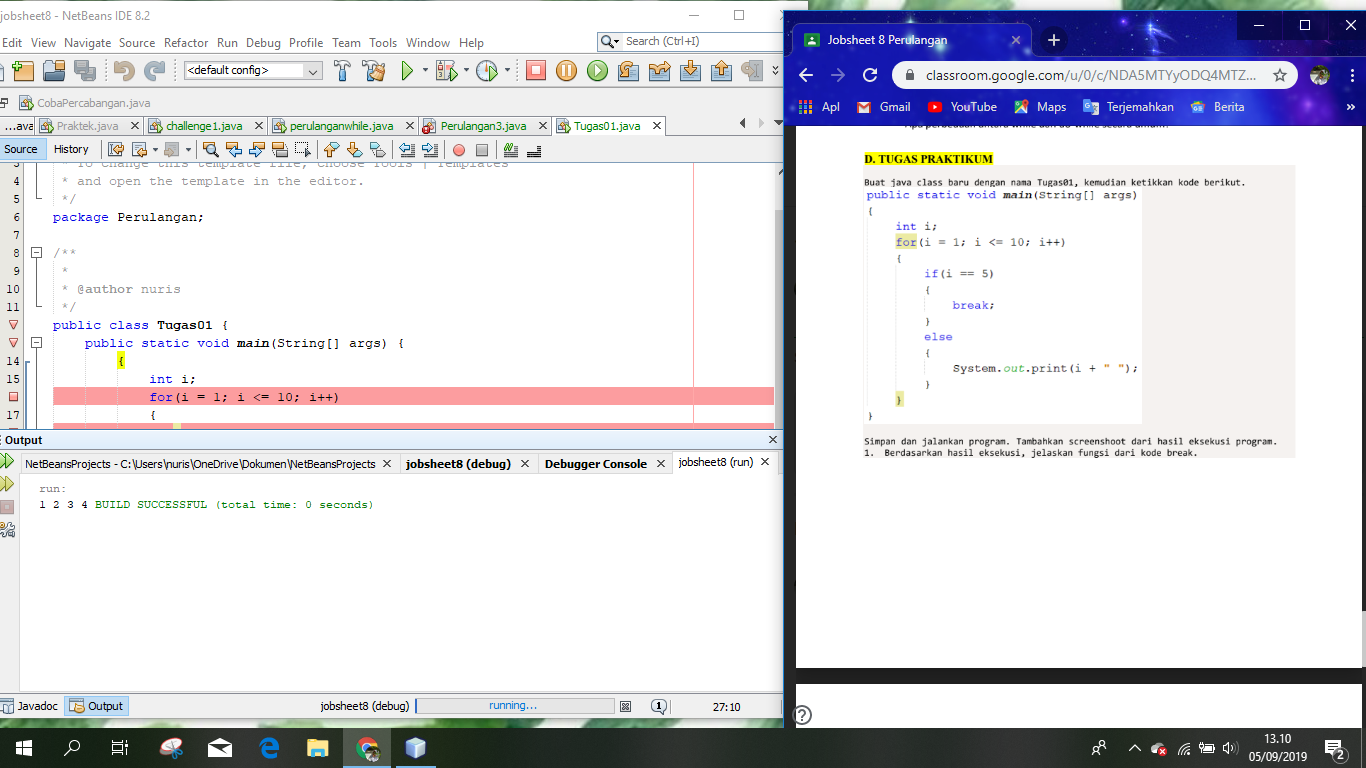 jobsheet8 - NetBeans IDE 8.2
Edit View Navigate Source Refactor Run Debug Profile Team Tools Window Help
Search (Ctrl+I)
<default config>
CobaPercabangan.java
...ava Praktek.java challenge1.java perulanganwhile.java Perulangan3.java Tugas01.java
Source History
3 * To change this template file, choose Tools | Templates
4 * and open the template in the editor.
5 */
6 package Perulangan;
7
8 /**
9 *
10 * @author nuris
11 */
public class Tugas01 {
public static void main(String[] args) {
14 {
15 int i;
for(i = 1; i <= 10; i++)
17 {
Output
NetBeansProjects - C:\Users\nuris\OneDrive\Dokumen\NetBeansProjects jobsheet8 (debug) Debugger Console jobsheet8 (run)
run:
1 2 3 4 BUILD SUCCESSFUL (total time: 0 seconds)
Javadoc Output
jobsheet8 (debug) running... 1 27:10
Jobsheet 8 Perulangan
classroom.google.com/u/0/c/NDA5MTYyODQ4MTZ...
Apl Gmail YouTube Maps Terjemahkan Berita
D. TUGAS PRAKTIKUM
Buat java class baru dengan nama Tugas01, kemudian ketikkan kode berikut.
public static void main(String[] args)
{
int i;
for(i = 1; i <= 10; i++)
{
if(i == 5)
{
break;
}
else
{
System.out.print(i + " ");
}
}
}
Simpan dan jalankan program. Tambahkan screenshoot dari hasil eksekusi program.
1. Berdasarkan hasil eksekusi, jelaskan fungsi dari kode break.
13.10
05/09/2019
2